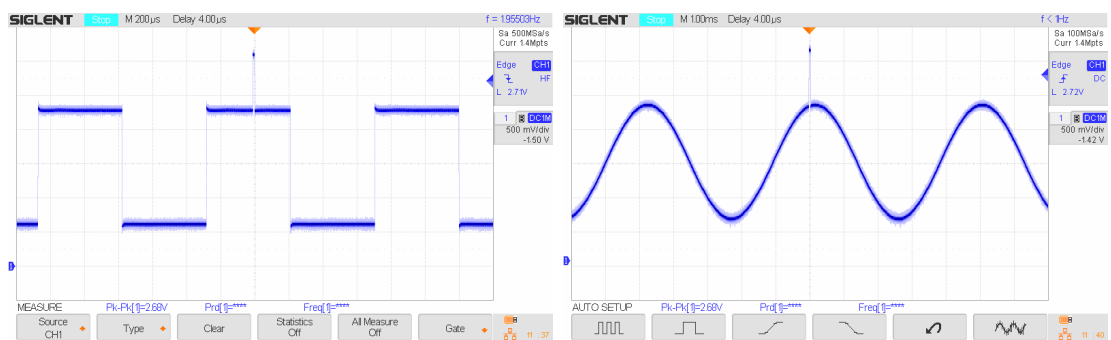 SIGLENT Stop M 200µs Delay 4.00µs f = 1.95503Hz
Sa 500MSa/s
Curr 1.4Mpts
Edge CH1
HF
L 2.71V
1 B DC1M
500 mV/div
-1.50 V
MEASURE Pk-Pk[1]=2.68V Prd[1]=**** Freq[1]=****
Source
CH1
Type
Clear
Statistics
Off
All Measure
Off
Gate
11:37
SIGLENT Stop M 1.00ms Delay 4.00µs f < 1Hz
Sa 100MSa/s
Curr 1.4Mpts
Edge CH1
DC
L 2.72V
1 B DC1M
500 mV/div
-1.42 V
AUTO SETUP Pk-Pk[1]=2.68V Prd[1]=**** Freq[1]=****
11:40